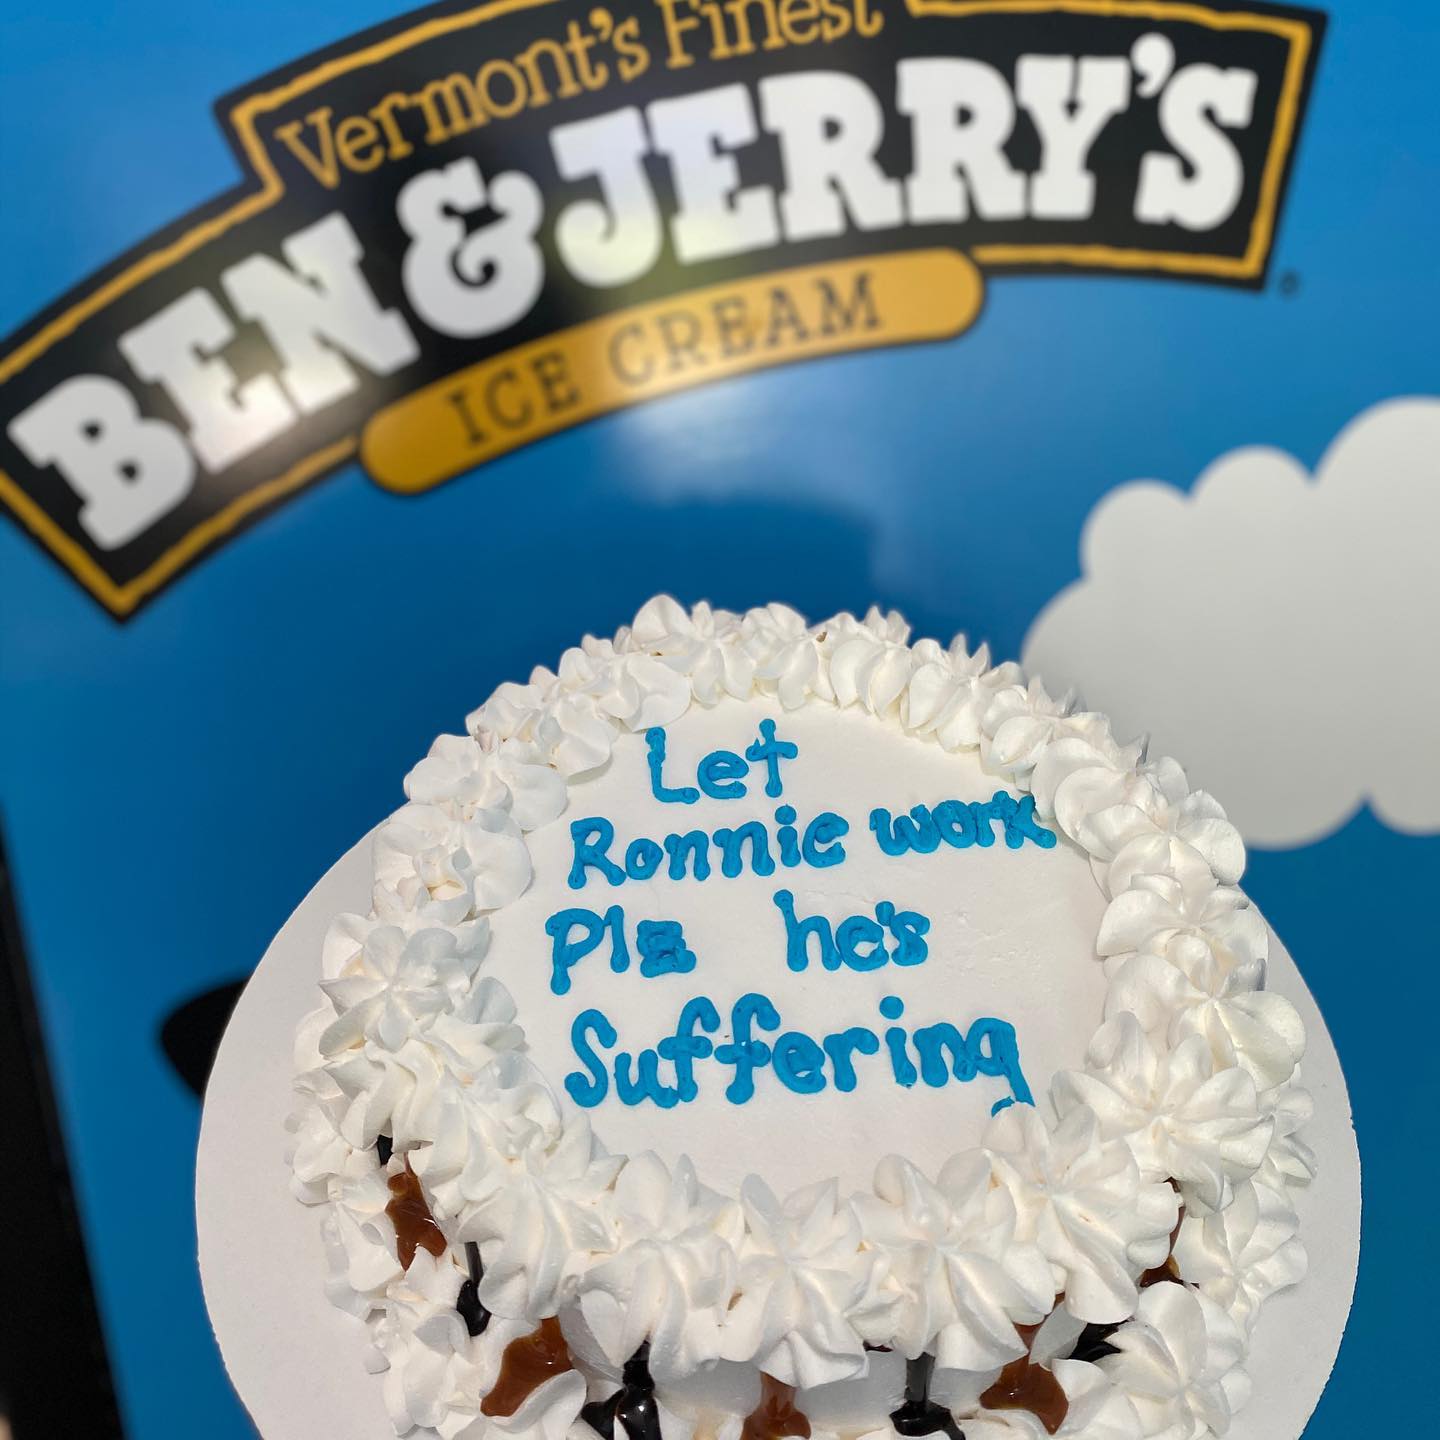 Vermont's Finest
BEN & JERRY'S
ICE CREAM
®
Let
Ronnie work
Plz he's
Suffering